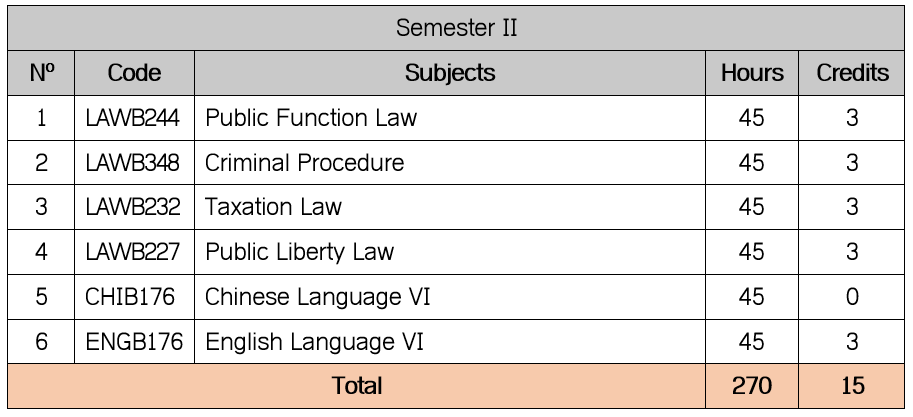 Semester II
Nº Code Subjects Hours Credits
1 LAWB244 Public Function Law 45 3
2 LAWB348 Criminal Procedure 45 3
3 LAWB232 Taxation Law 45 3
4 LAWB227 Public Liberty Law 45 3
5 CHIB176 Chinese Language VI 45 0
6 ENGB176 English Language VI 45 3
Total 270 15